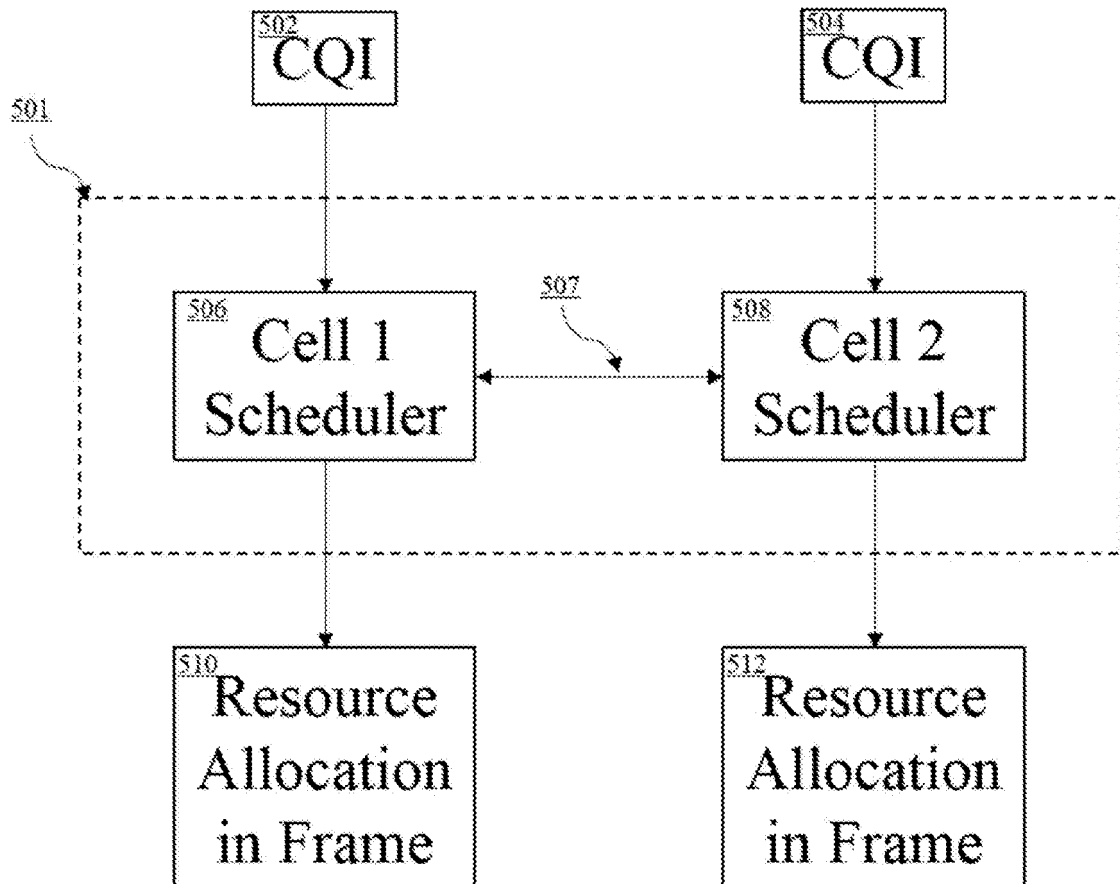 502
CQI
504
CQI
501
507
506
Cell 1
Scheduler
508
Cell 2
Scheduler
510
Resource
Allocation
in Frame
512
Resource
Allocation
in Frame